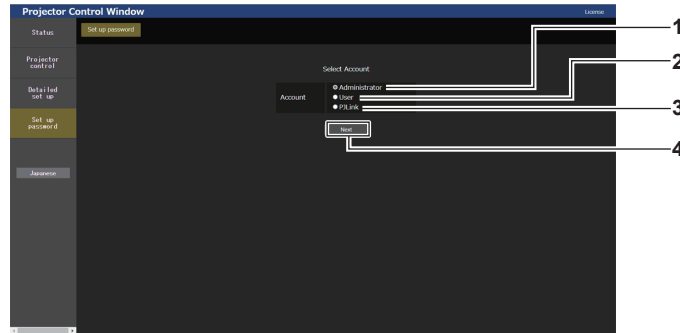 Projector Control Window
License
Status
Set up password
Projector
control
Select Account
Detailed
set up
Account
Administrator
User
PJLink
Set up
password
Next
Japanese
1
2
3
4